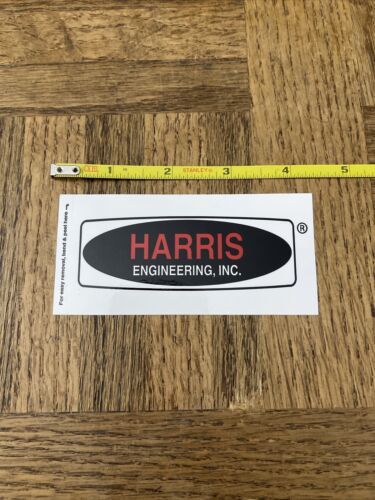 1 2 STANLEY® 3 4 5
For easy removal, bend & peel here
HARRIS
ENGINEERING, INC.
®